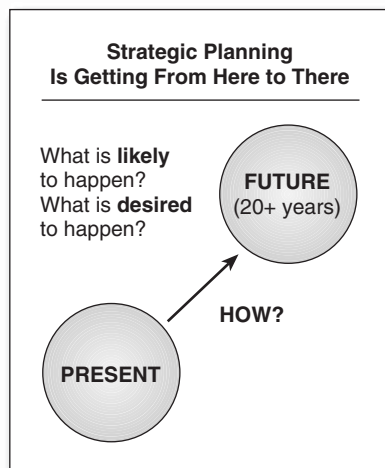 Strategic Planning
Is Getting From Here to There
What is likely
to happen?
What is desired
to happen?
FUTURE
(20+ years)
HOW?
PRESENT